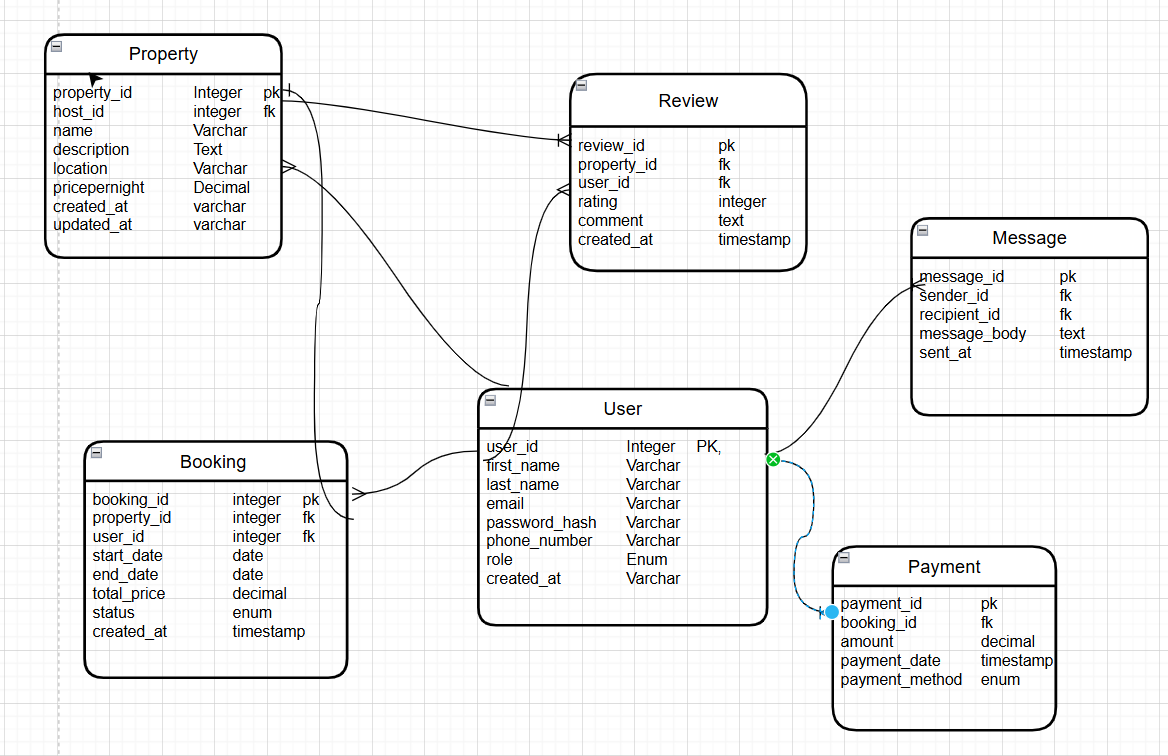 Property
property_id Integer pk
host_id integer fk
name Varchar
description Text
location Varchar
pricepernight Decimal
created_at varchar
updated_at varchar
Review
review_id pk
property_id fk
user_id fk
rating integer
comment text
created_at timestamp
Message
message_id pk
sender_id fk
recipient_id fk
message_body text
sent_at timestamp
User
user_id Integer PK,
first_name Varchar
last_name Varchar
email Varchar
password_hash Varchar
phone_number Varchar
role Enum
created_at Varchar
Booking
booking_id integer pk
property_id integer fk
user_id integer fk
start_date date
end_date date
total_price decimal
status enum
created_at timestamp
Payment
payment_id pk
booking_id fk
amount decimal
payment_date timestamp
payment_method enum